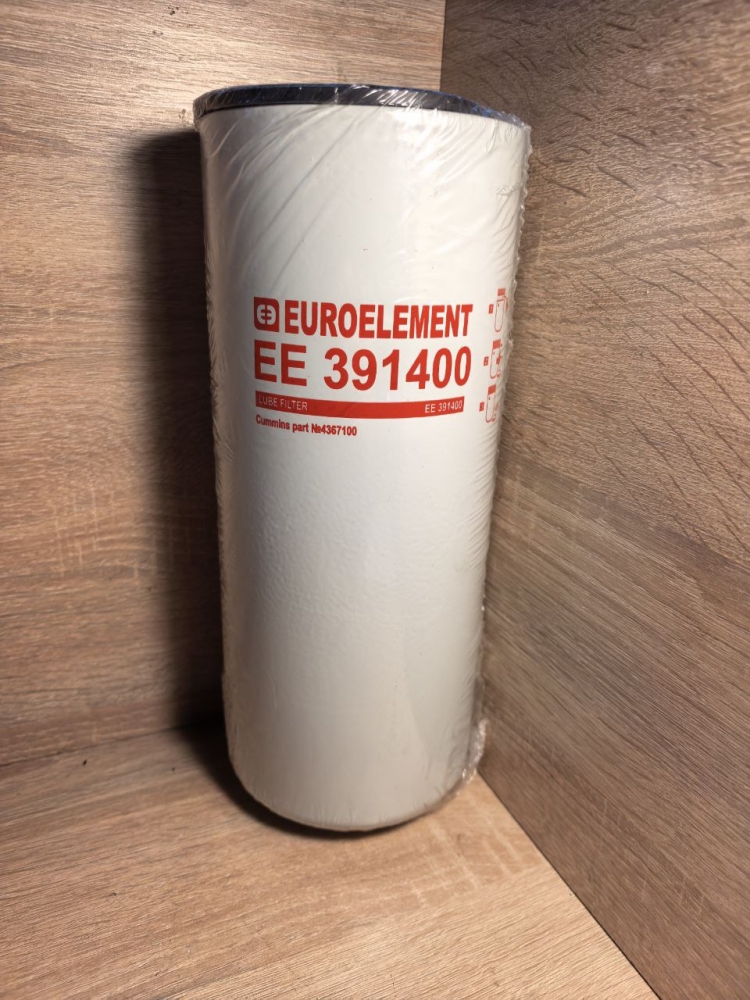 EUROELEMENT
EE 391400
LUBE FILTER EE 391400
Cummins part №4367100